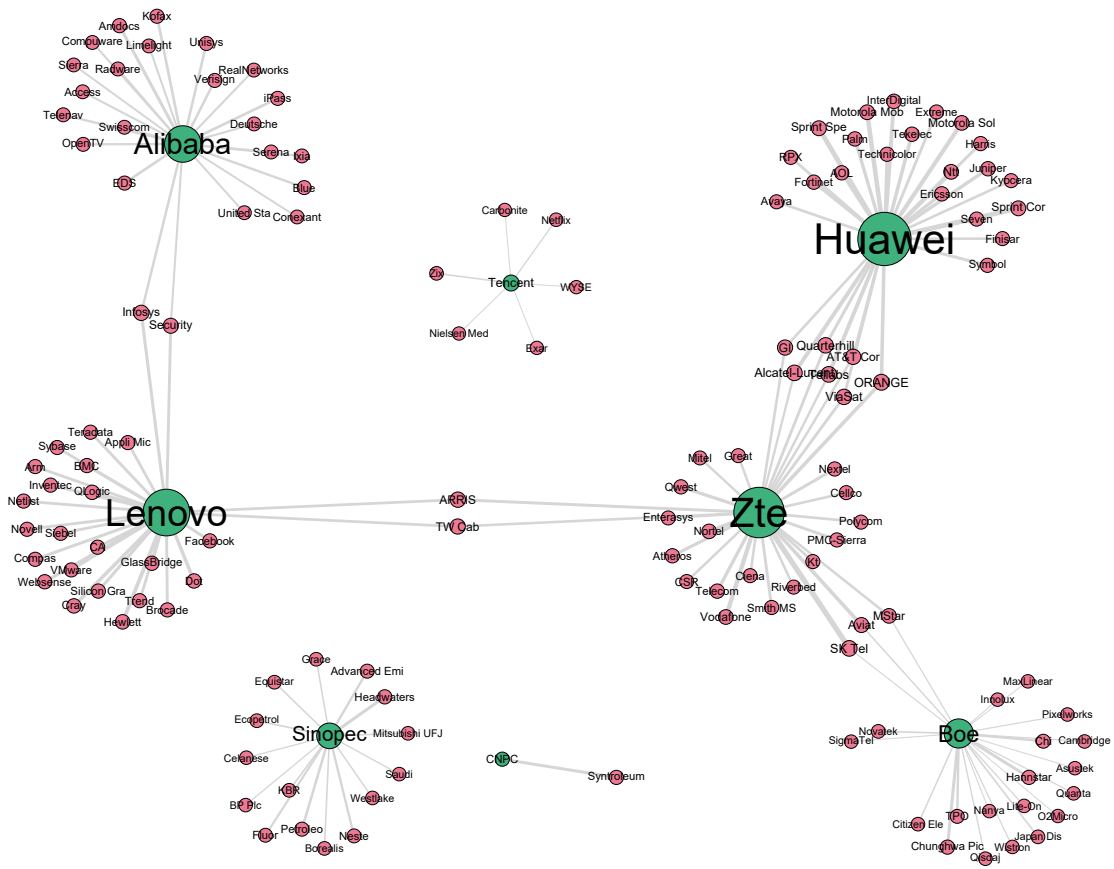 Kofax
Amdocs
Compuware
Limelight
Unisys
Sierra
Radware
RealNetworks
Verisign
Access
iPass
Telenav
Swisscom
Deutsche
OpenTV
Alibaba
Serena
Ixia
EDS
Blue
United Sta
Conexant
InterDigital
Motorola Mob
Extreme
Sprint Spe
Palm
Tekelec
Motorola Sol
Harris
RPX
Technicolor
AOL
Ntt
Juniper
Fortinet
Kyocera
Ericsson
Avaya
Seven
Sprint Cor
Huawei
Finisar
Symbol
Carbonite
Netflix
Zix
Tencent
WYSE
Nielsen Med
Exar
Infosys
Security
GI
Quarterhill
AT&T Cor
Alcatel-Lucent
Tellabs
ORANGE
ViaSat
Teradata
Appli Mic
Sybase
Arm
BMC
Inventec
QLogic
Netlist
Lenovo
Novell
Siebel
Facebook
CA
Compas
GlassBridge
VMware
Websense
Dot
Silicon Gra
Cray
Trend
Brocade
Hewlett
ARRIS
TW Cab
Mitel
Great
Nextel
Qwest
Cellco
Enterasys
Zte
Nortel
Polycom
PMC-Sierra
Atheros
Kt
CSR
Ciena
Telecom
Riverbed
Vodafone
Smith MS
MStar
Aviat
SK Tel
Grace
Equistar
Advanced Emi
Headwaters
Ecopetrol
Sinopec
Mitsubishi UFJ
Celanese
Saudi
KBR
BP Plc
Westlake
Fluor
Petroleo
Neste
Borealis
CNPC
Syntroleum
MaxLinear
Innolux
Pixelworks
Novatek
SigmaTel
Boe
Chi
Cambridge
Asustek
Hannstar
Quanta
Citizen Ele
TPO
Nanya
Lite-On
O2Micro
Japan Dis
Chunghwa Pic
Wistron
Qisdaj